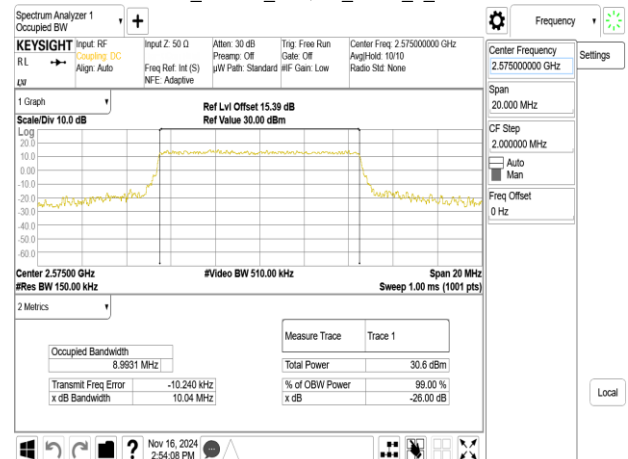 Spectrum Analyzer 1
Occupied BW
Frequency
KEYSIGHT
RL
Input: RF
Coupling: DC
Align: Auto
Input Z: 50 Ω
Freq Ref: Int (S)
NFE: Adaptive
Atten: 30 dB
Preamp: Off
µW Path: Standard
Trig: Free Run
Gate: Off
#IF Gain: Low
Center Freq: 2.575000000 GHz
Avg|Hold: 10/10
Radio Std: None
Center Frequency
2.575000000 GHz
Settings
Span
20.000 MHz
CF Step
2.000000 MHz
Auto
Man
Freq Offset
0 Hz
Local
1 Graph
Scale/Div 10.0 dB
Ref Lvl Offset 15.39 dB
Ref Value 30.00 dBm
Log
20.0
10.0
0.00
-10.0
-20.0
-30.0
-40.0
-50.0
-60.0
Center 2.57500 GHz
#Video BW 510.00 kHz
Span 20 MHz
#Res BW 150.00 kHz
Sweep 1.00 ms (1001 pts)
2 Metrics
Measure Trace
Trace 1
Occupied Bandwidth
8.9931 MHz
Total Power
30.6 dBm
Transmit Freq Error
-10.240 kHz
% of OBW Power
99.00 %
x dB Bandwidth
10.04 MHz
x dB
-26.00 dB
?
Nov 16, 2024
2:54:08 PM